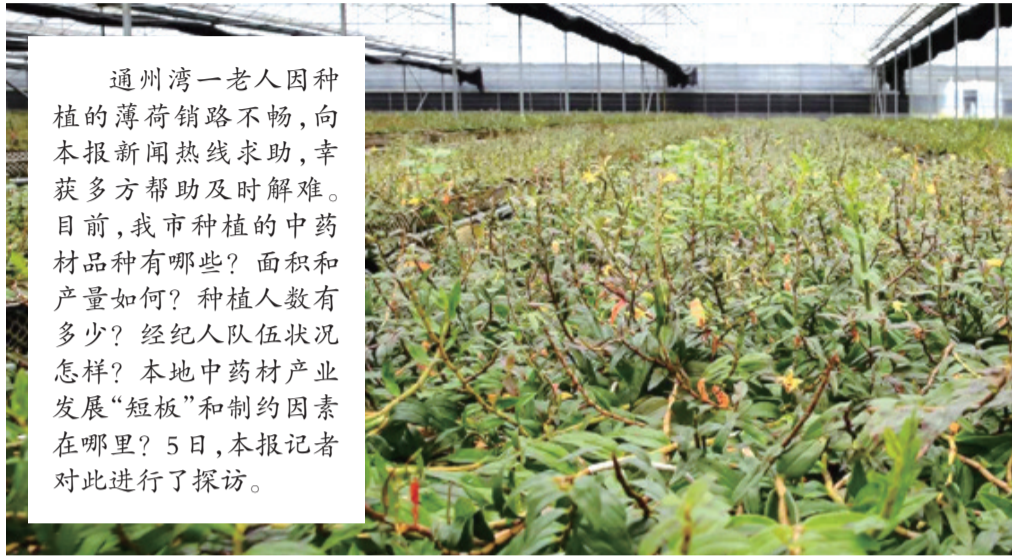 通州湾一老人因种
植的薄荷销路不畅，向
本报新闻热线求助，幸
获多方帮助及时解难。
目前，我市种植的中药
材品种有哪些？面积和
产量如何？种植人数有
多少？经纪人队伍状况
怎样？本地中药材产业
发展“短板”和制约因素
在哪里？5日，本报记者
对此进行了探访。